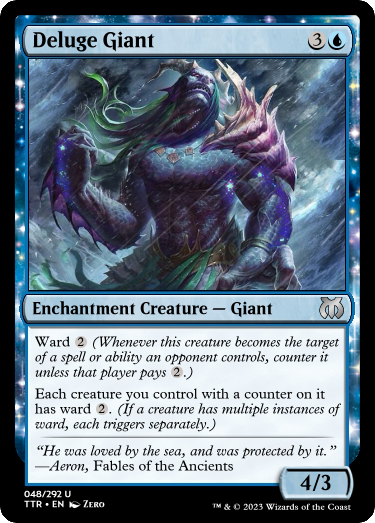 Deluge Giant 3
Enchantment Creature — Giant
Ward 2 (Whenever this creature becomes the target
of a spell or ability an opponent controls, counter it
unless that player pays 2.)
Each creature you control with a counter on it
has ward 2. (If a creature has multiple instances of
ward, each triggers separately.)
“He was loved by the sea, and was protected by it.”
—Aeron, Fables of the Ancients
4/3
048/292 U
TTR • EN Zero
™ & © 2023 Wizards of the Coast